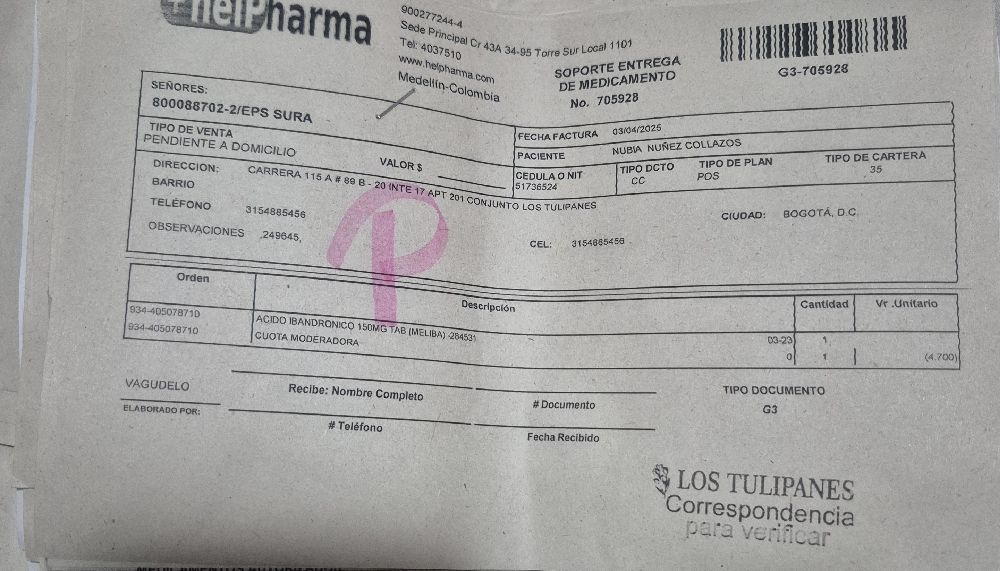 helPharma
900277244-4
Sede Principal Cr 43A 34-95 Torre Sur Local 1101
Tel: 4037510
www.helpharma.com
Medellín-Colombia
SOPORTE ENTREGA
DE MEDICAMENTO
No. 705928
G3-705928
SEÑORES:
800088702-2/EPS SURA
TIPO DE VENTA
PENDIENTE A DOMICILIO
VALOR $
FECHA FACTURA 03/04/2025
PACIENTE NUBIA NUÑEZ COLLAZOS
CEDULA O NIT
51736524
TIPO DCTO
CC
TIPO DE PLAN
POS
TIPO DE CARTERA
35
DIRECCION: CARRERA 115 A # 89 B - 20 INTE 17 APT 201 CONJUNTO LOS TULIPANES
BARRIO
TELÉFONO 3154885456
CIUDAD: BOGOTÁ, D.C.
OBSERVACIONES .249645,
CEL: 3154885456
P
Orden Descripción Cantidad Vr .Unitario
934-405078710 ACIDO IBANDRONICO 150MG TAB (MELIBA) -284531 03-23 1
934-405078710 CUOTA MODERADORA 0 1 (4.700)
VAGUDELO
ELABORADO POR:
Recibe: Nombre Completo
# Documento
# Teléfono
Fecha Recibido
TIPO DOCUMENTO
G3
LOS TULIPANES
Correspondencia
para verificar